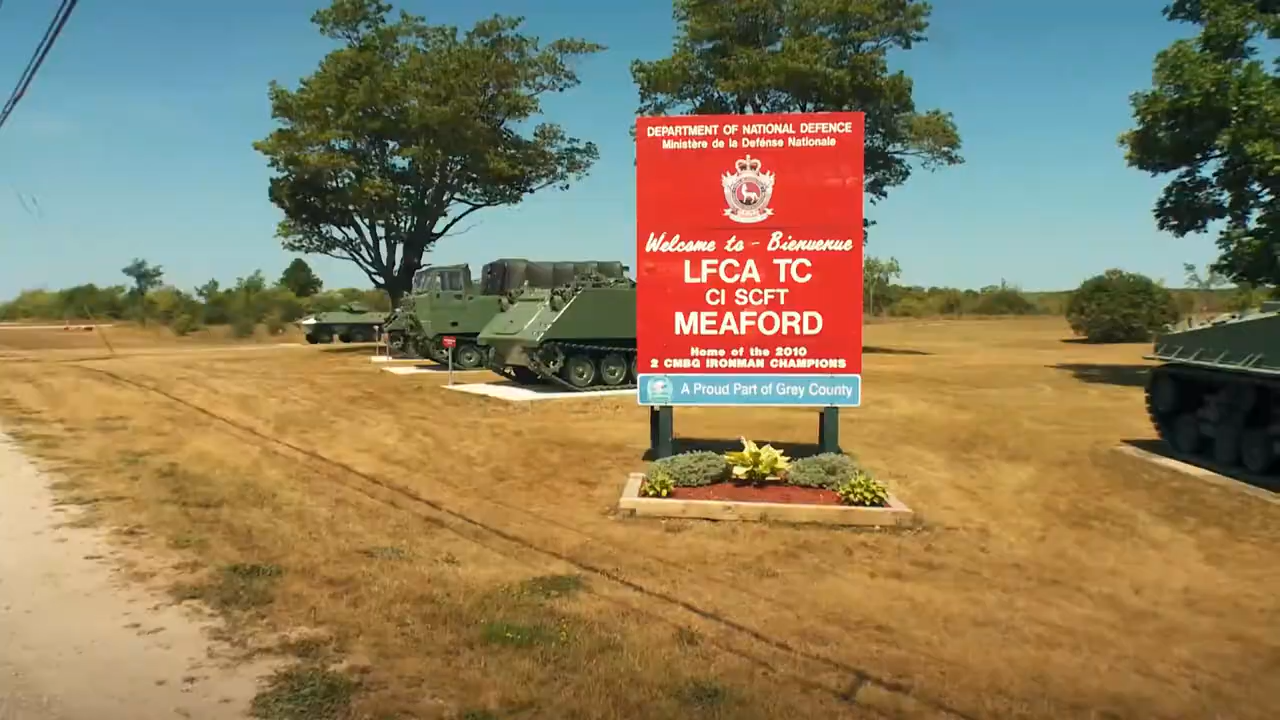 DEPARTMENT OF NATIONAL DEFENCE
Ministère de la Defénse Nationale
Welcome to - Bienvenue
LFCA TC
CI SCFT
MEAFORD
Home of the 2010
2 CMBG IRONMAN CHAMPIONS
A Proud Part of Grey County